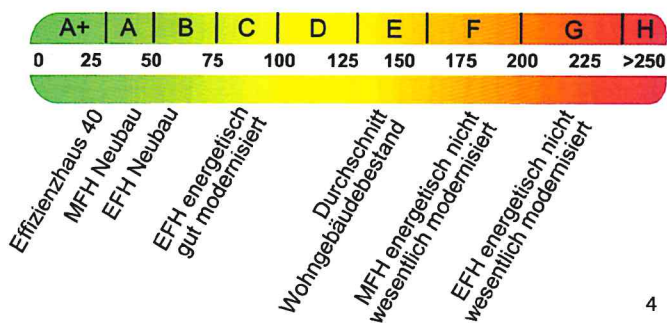 A+ A B C D E F G H
0 25 50 75 100 125 150 175 200 225 >250
Effizienzhaus 40
MFH Neubau
EFH Neubau
EFH energetisch
gut modernisiert
Durchschnitt
Wohngebäudebestand
MFH energetisch nicht
wesentlich modernisiert
EFH energetisch nicht
wesentlich modernisiert
4